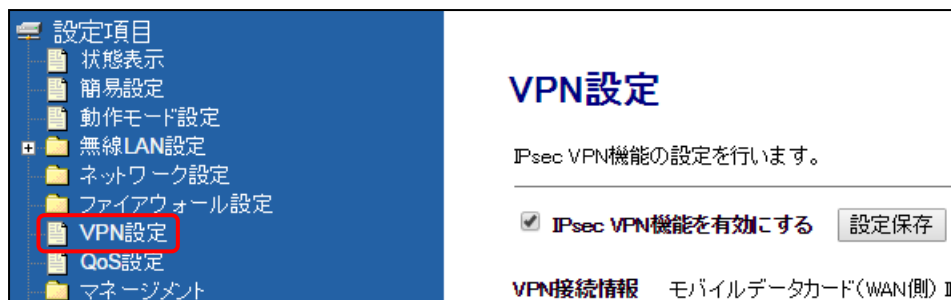 設定項目
状態表示
簡易設定
動作モード設定
無線LAN設定
ネットワーク設定
ファイアウォール設定
VPN設定
QoS設定
マネージメント
VPN設定
IPsec VPN機能の設定を行います。
IPsec VPN機能を有効にする 設定保存
VPN接続情報 モバイルデータカード(WAN側)